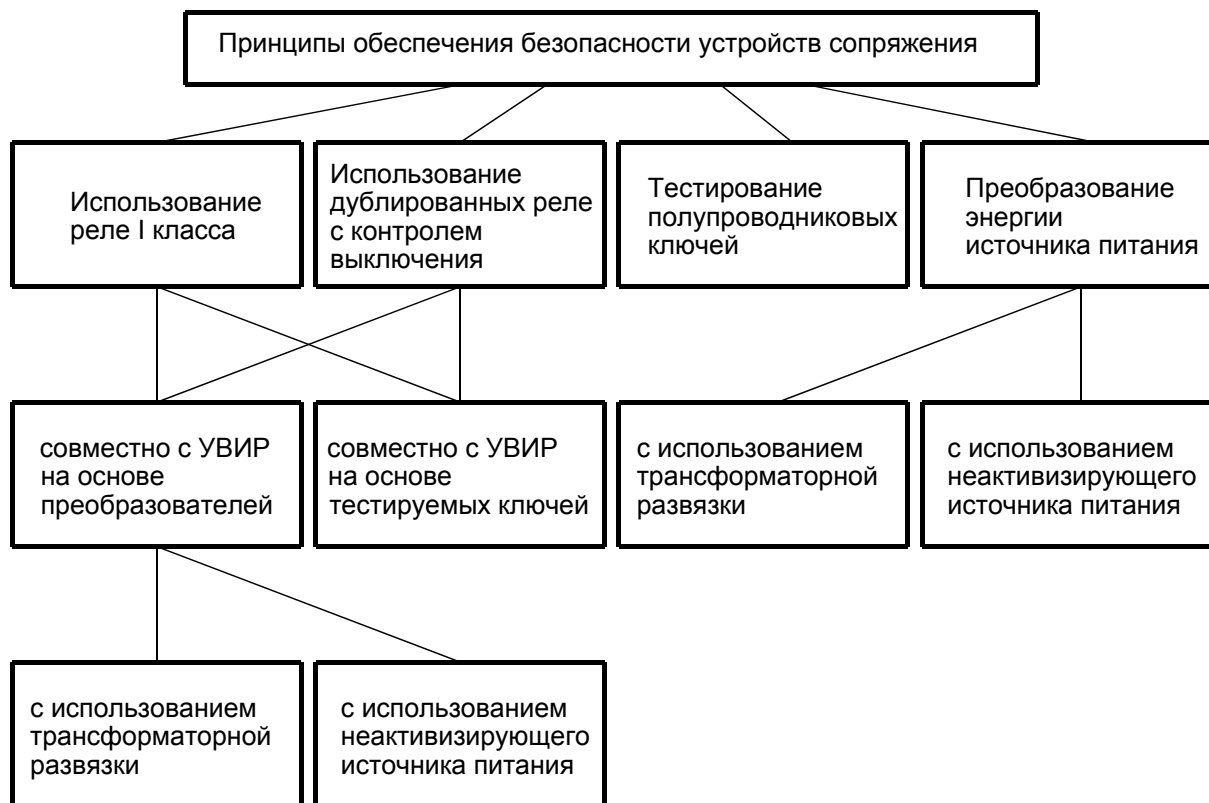 Принципы обеспечения безопасности устройств сопряжения
Использование
реле I класса
Использование
дублированных реле
с контролем
выключения
Тестирование
полупроводниковых
ключей
Преобразование
энергии
источника питания
совместно с УВИР
на основе
преобразователей
совместно с УВИР
на основе
тестируемых ключей
с использованием
трансформаторной
развязки
с использованием
неактивизирующего
источника питания
с использованием
трансформаторной
развязки
с использованием
неактивизирующего
источника питания